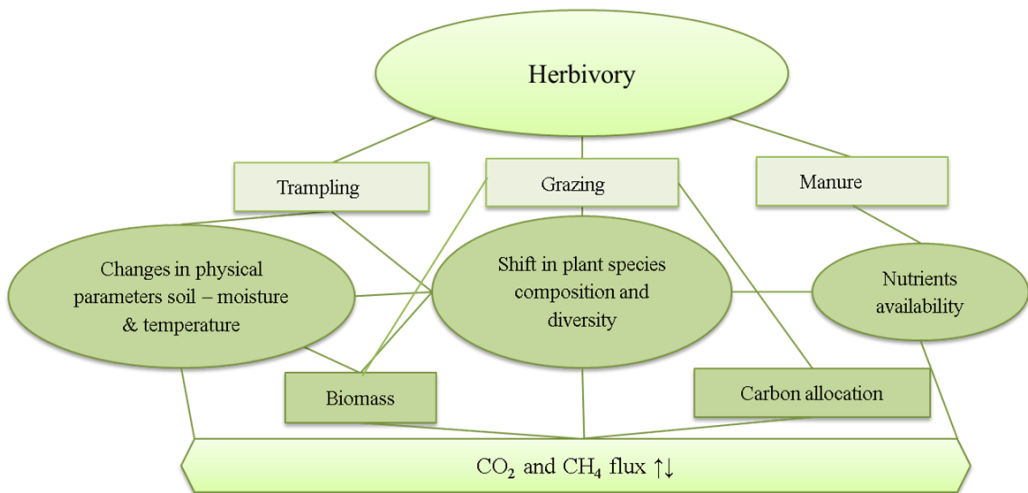 Herbivory
Trampling
Grazing
Manure
Changes in physical
parameters soil – moisture
& temperature
Shift in plant species
composition and
diversity
Nutrients
availability
Biomass
Carbon allocation
CO₂ and CH₄ flux ↑↓